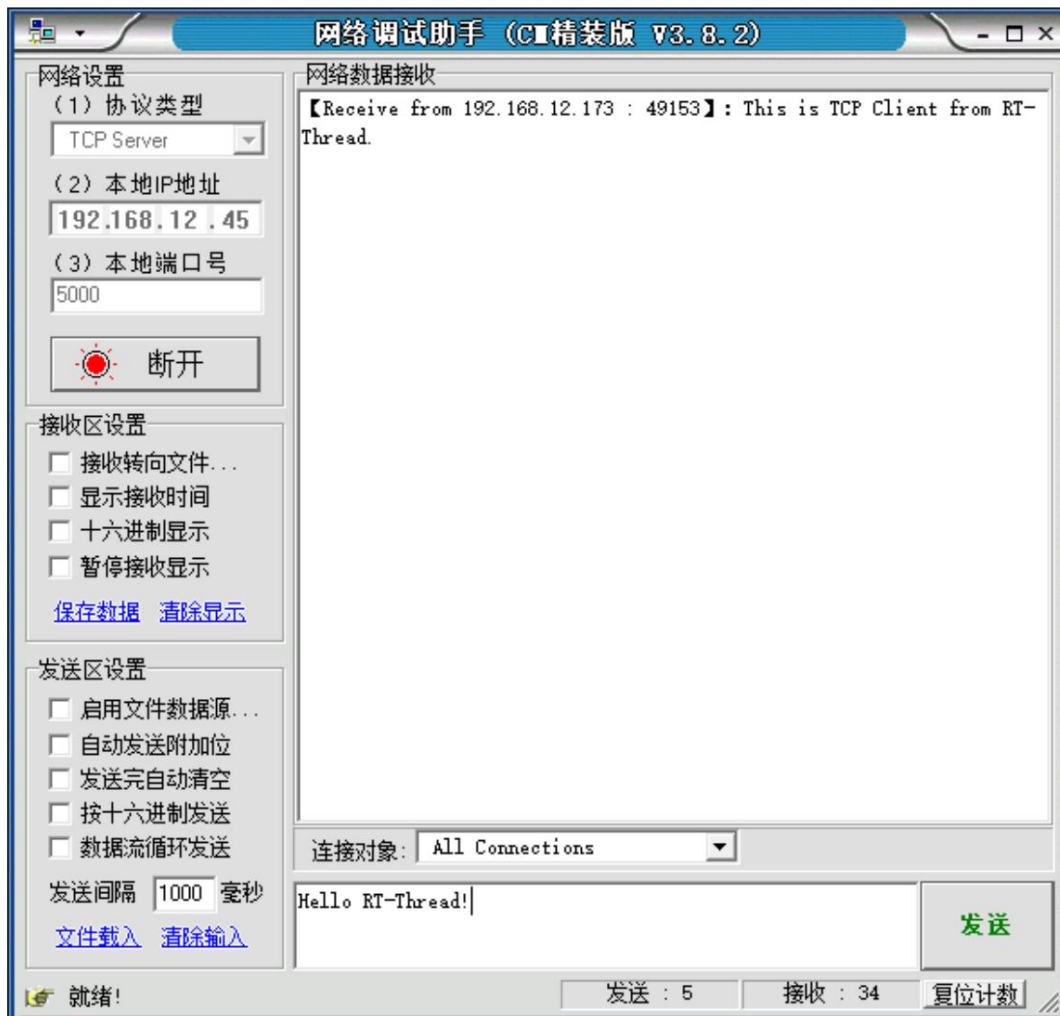 网络调试助手 (CⅢ精装版 V3.8.2)
网络设置
(1) 协议类型
TCP Server
(2) 本地IP地址
192.168.12.45
(3) 本地端口号
5000
断开
接收区设置
接收转向文件...
显示接收时间
十六进制显示
暂停接收显示
保存数据 清除显示
发送区设置
启用文件数据源...
自动发送附加位
发送完自动清空
按十六进制发送
数据流循环发送
发送间隔 1000 毫秒
文件载入 清除输入
网络数据接收
【Receive from 192.168.12.173 : 49153】: This is TCP Client from RT-
Thread.
连接对象: All Connections
Hello RT-Thread!
发送
就绪!
发送 : 5
接收 : 34
复位计数